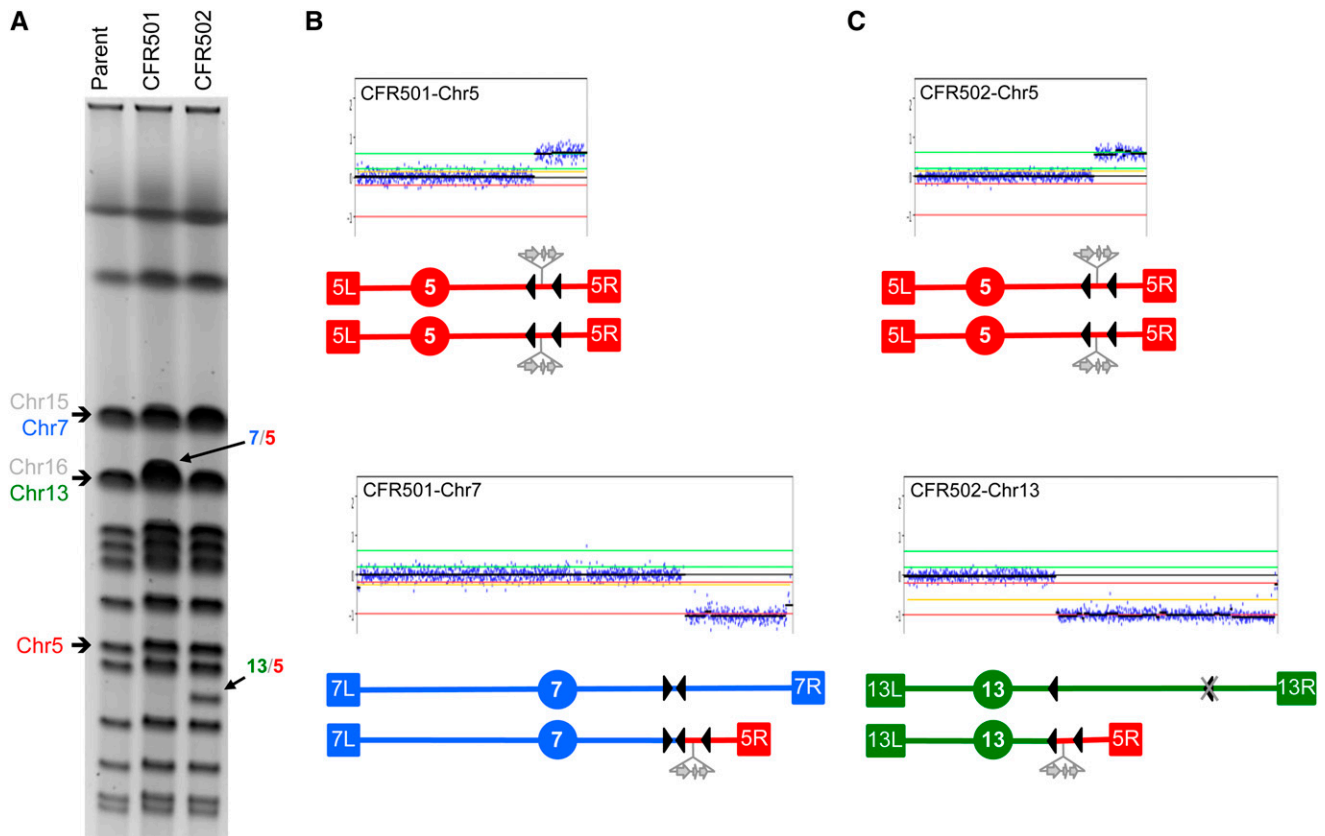 A
Parent
CFR501
CFR502
Chr15
Chr7
Chr16
Chr13
Chr5
7/5
13/5
B
CFR501-Chr5
5L 5 5R
5L 5 5R
CFR501-Chr7
7L 7 7R
7L 7 5R
C
CFR502-Chr5
5L 5 5R
5L 5 5R
CFR502-Chr13
13L 13 13R
13L 13 5R